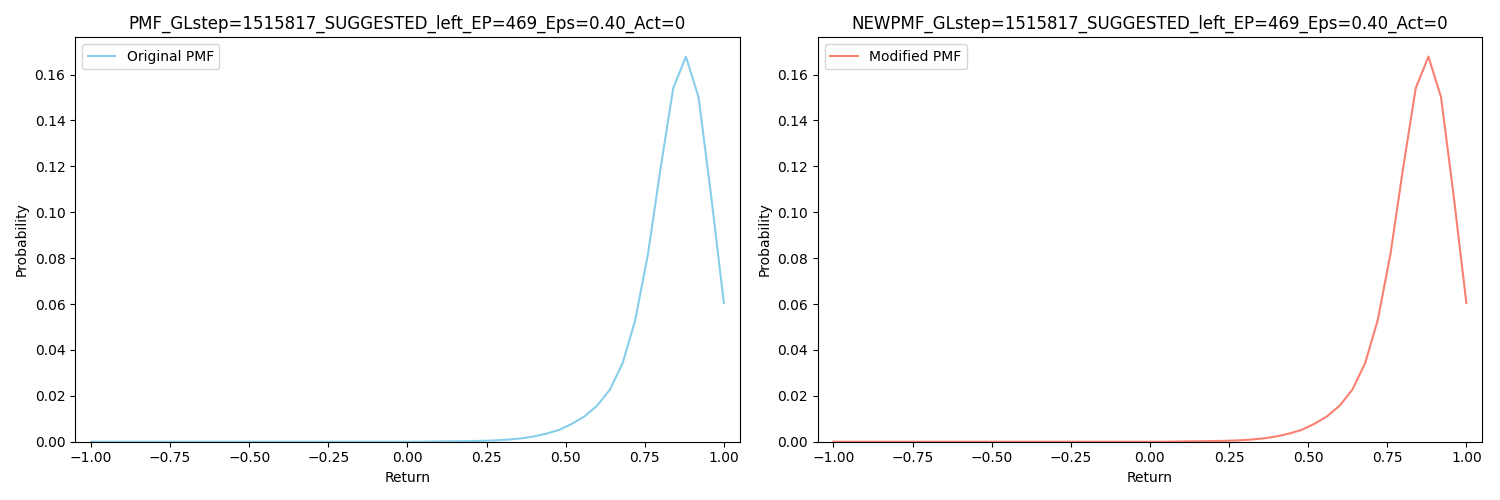 PMF_GLstep=1515817_SUGGESTED_left_EP=469_Eps=0.40_Act=0
Original PMF
Probability
0.16
0.14
0.12
0.10
0.08
0.06
0.04
0.02
0.00
−1.00 −0.75 −0.50 −0.25 0.00 0.25 0.50 0.75 1.00
Return
NEWPMF_GLstep=1515817_SUGGESTED_left_EP=469_Eps=0.40_Act=0
Modified PMF
Probability
0.16
0.14
0.12
0.10
0.08
0.06
0.04
0.02
0.00
−1.00 −0.75 −0.50 −0.25 0.00 0.25 0.50 0.75 1.00
Return